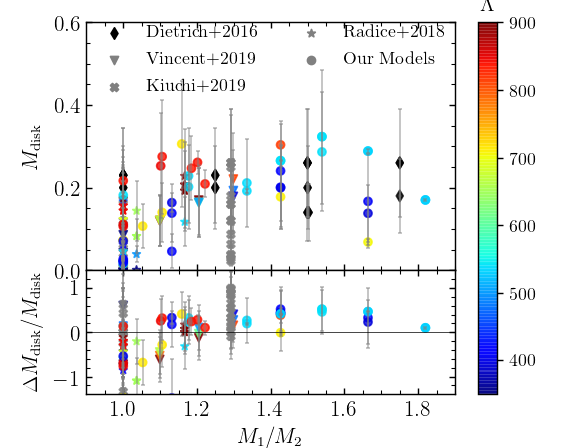 Λ
Dietrich+2016 Radice+2018
Vincent+2019 Our Models
Kiuchi+2019
M_disk
0.6
0.4
0.2
0.0
ΔM_disk/M_disk
1
0
−1
1.0 1.2 1.4 1.6 1.8
M_1/M_2
900
800
700
600
500
400